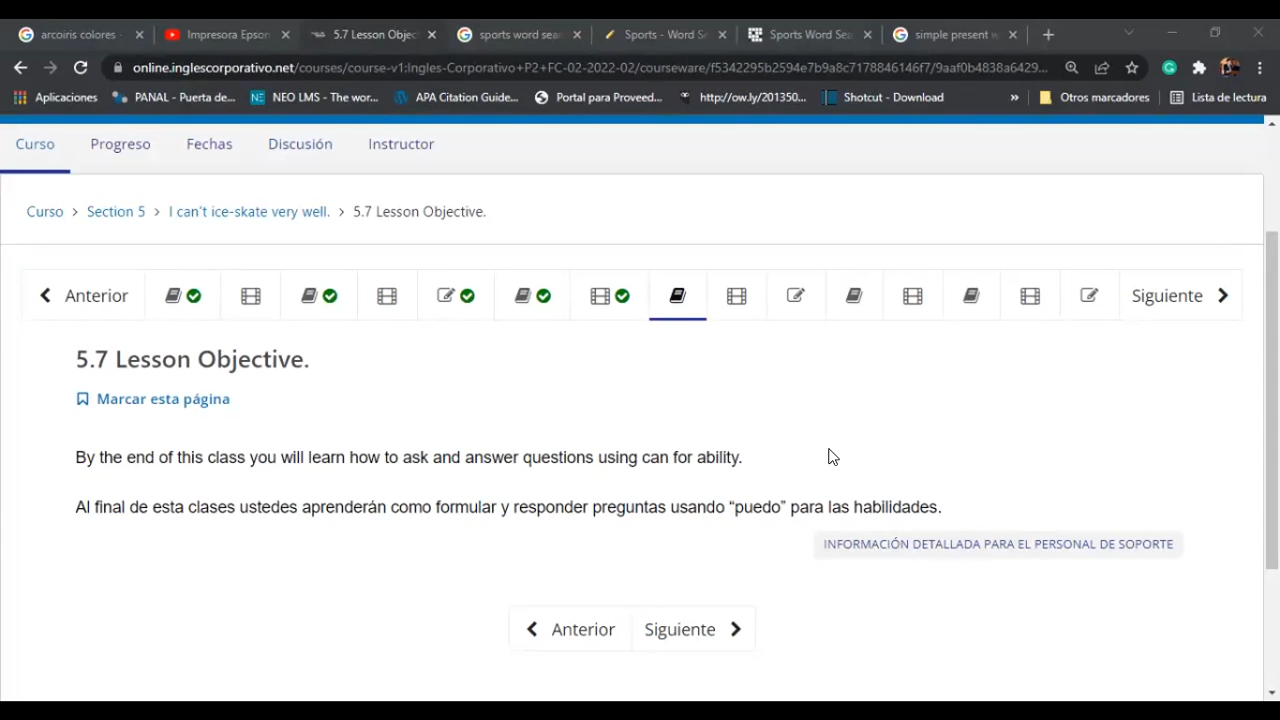 arcoiris colores -
Impresora Epson
5.7 Lesson Objec
sports word sea
Sports - Word Se
Sports Word Sea
simple present w
online.inglescorporativo.net/courses/course-v1:Ingles-Corporativo+P2+FC-02-2022-02/courseware/f5342295b2594e7b9a8c7178846146f7/9aaf0b4838a6429...
Aplicaciones
PANAL - Puerta de...
NEO LMS - The wor...
APA Citation Guide...
Portal para Proveed...
http://ow.ly/201350...
Shotcut - Download
»
Otros marcadores
Lista de lectura
Curso
Progreso
Fechas
Discusión
Instructor
Curso > Section 5 > I can't ice-skate very well. > 5.7 Lesson Objective.
Anterior
Siguiente
5.7 Lesson Objective.
Marcar esta página
By the end of this class you will learn how to ask and answer questions using can for ability.
Al final de esta clases ustedes aprenderán como formular y responder preguntas usando “puedo” para las habilidades.
INFORMACIÓN DETALLADA PARA EL PERSONAL DE SOPORTE
Anterior
Siguiente